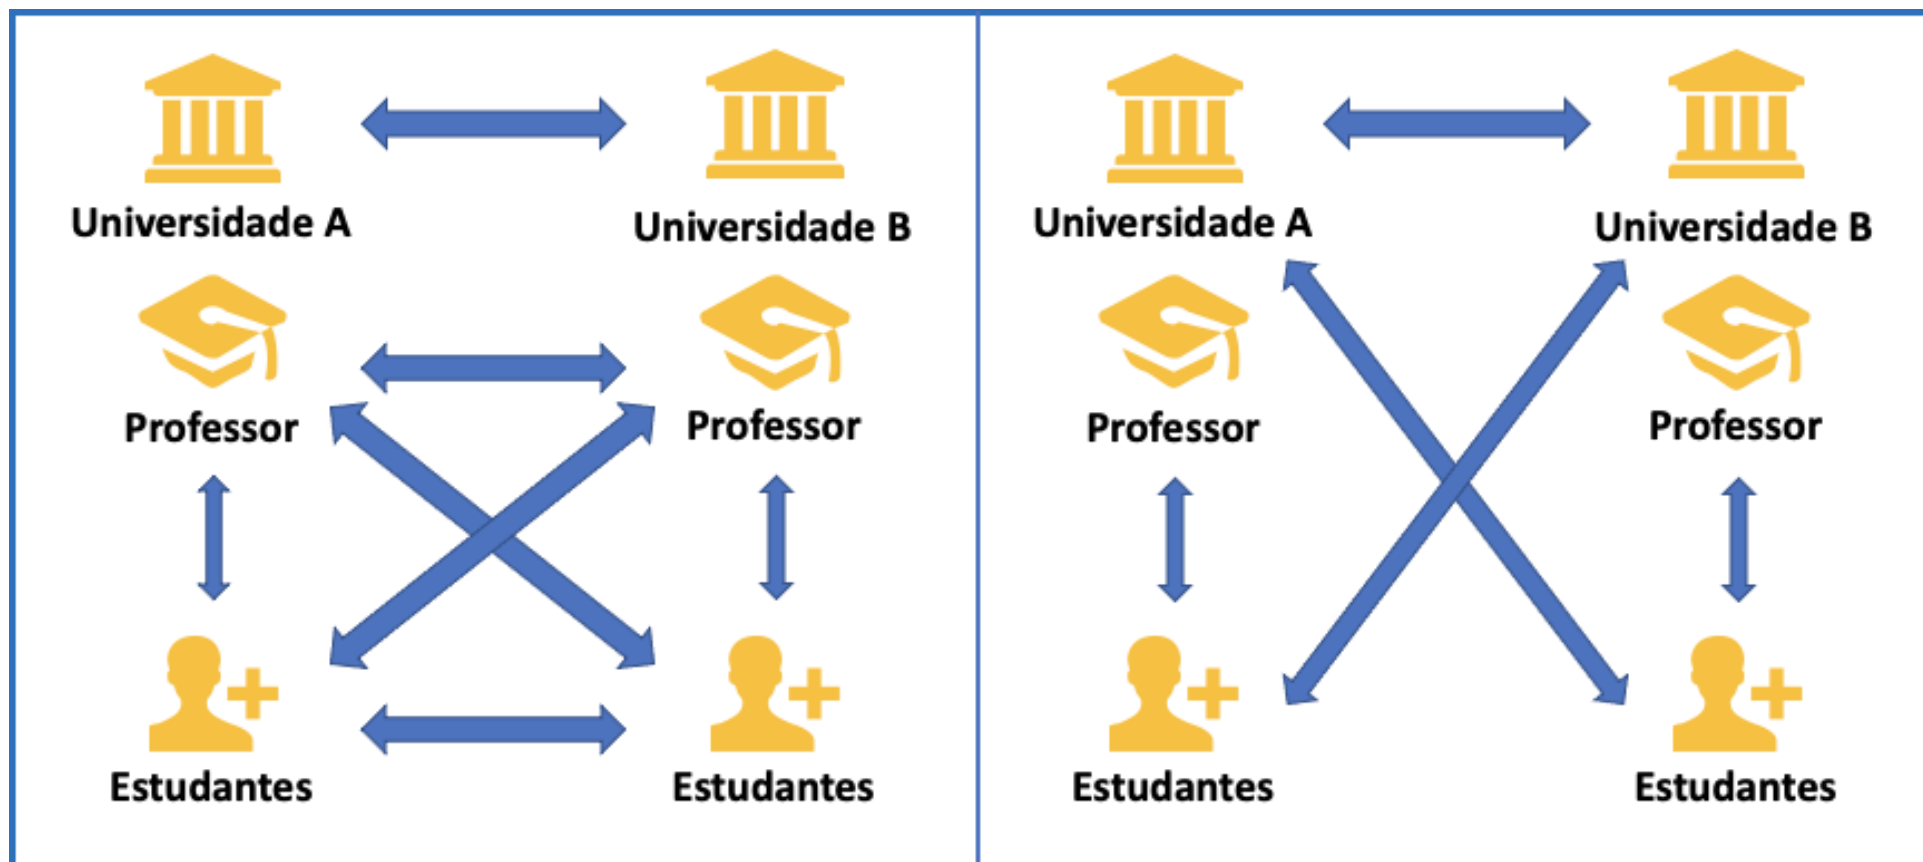 Universidade A
Universidade B
Professor
Professor
Estudantes
Estudantes
Universidade A
Universidade B
Professor
Professor
Estudantes
Estudantes